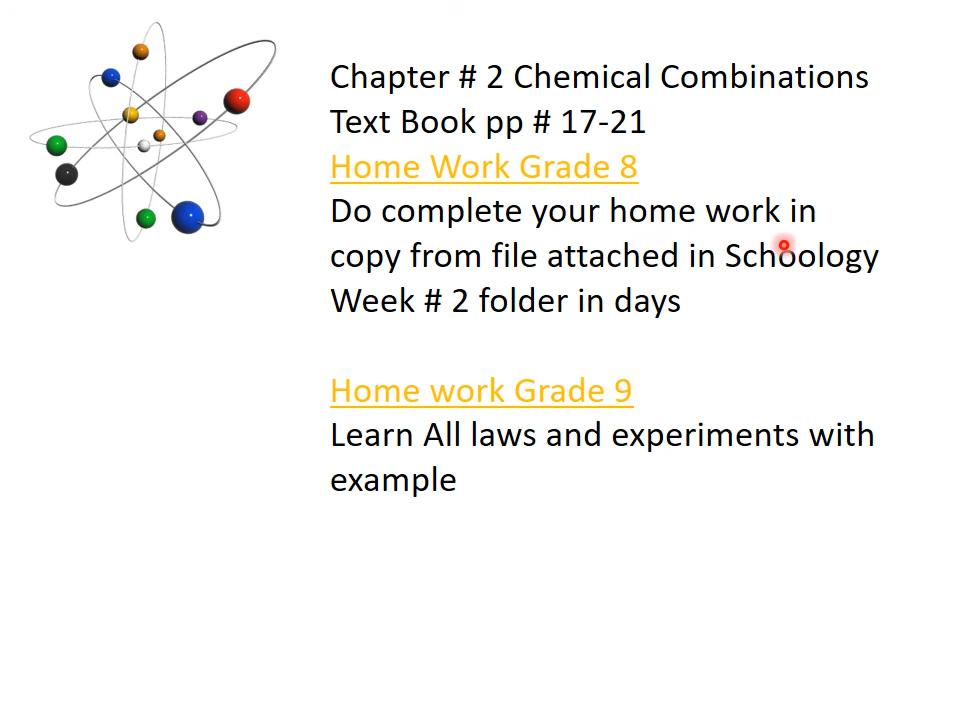 Chapter # 2 Chemical Combinations
Text Book pp # 17-21
Home Work Grade 8
Do complete your home work in
copy from file attached in Schoology
Week # 2 folder in days
Home work Grade 9
Learn All laws and experiments with
example